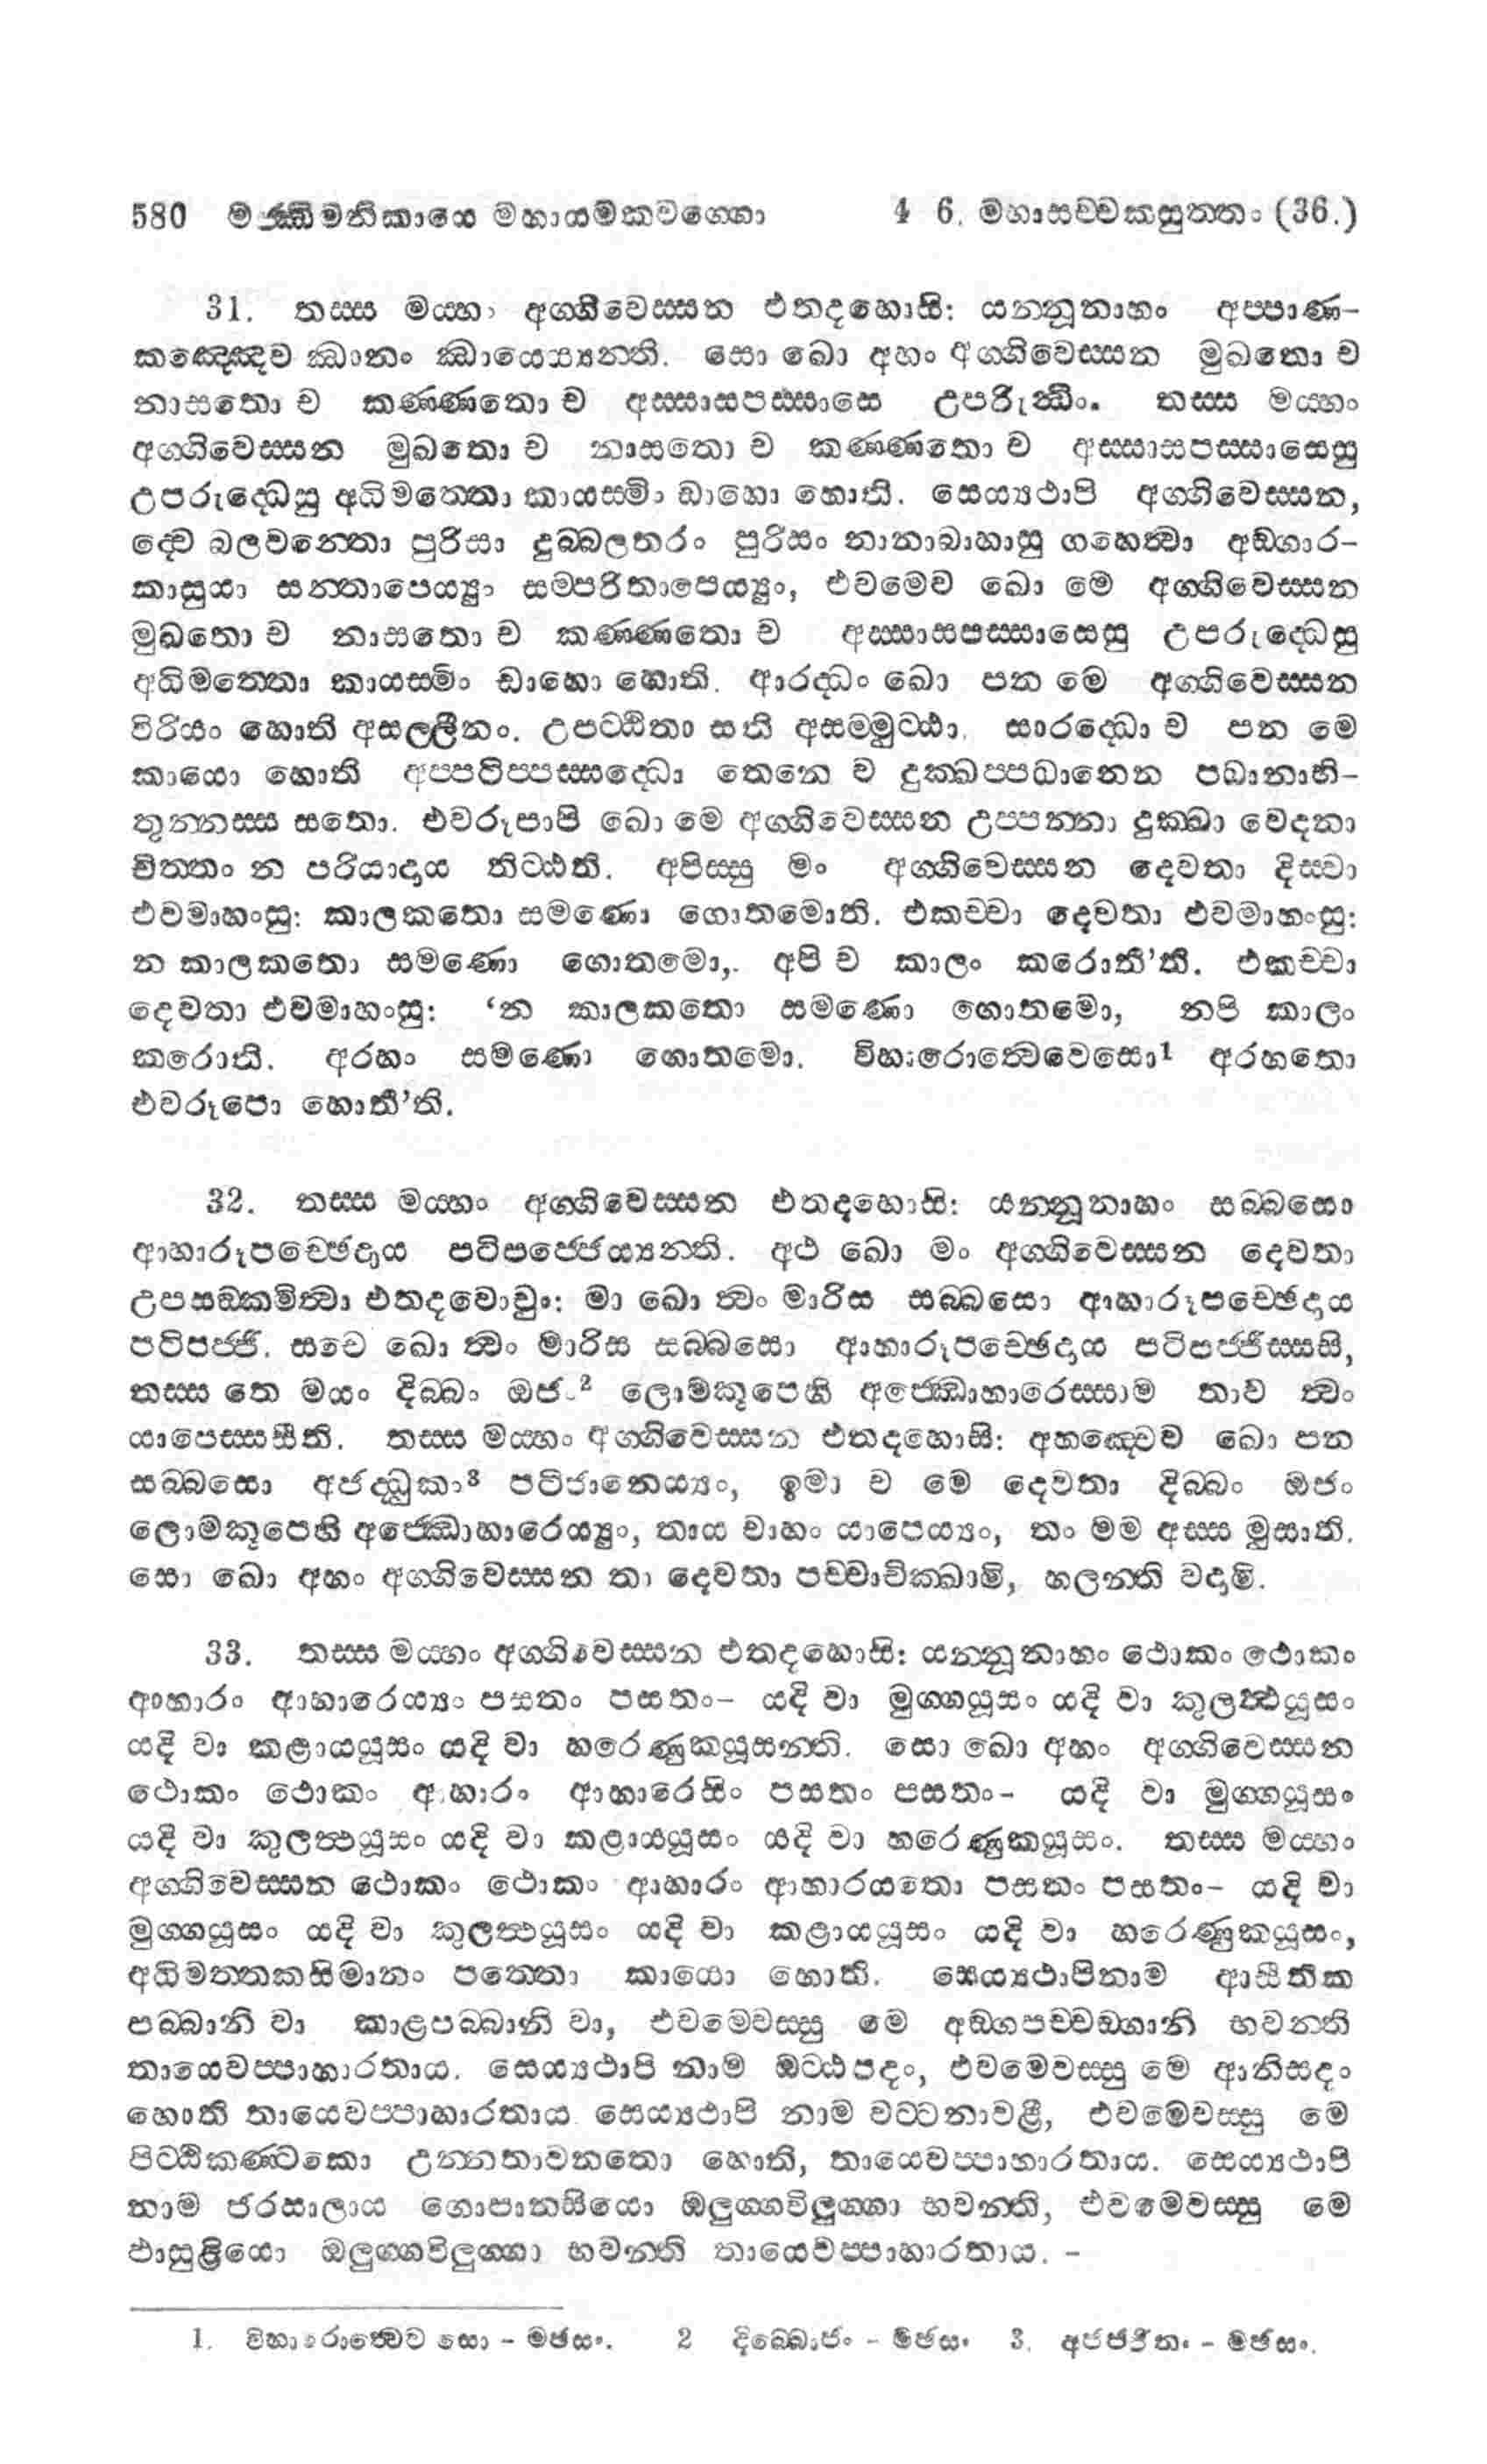 580 මජ්ඣිමනිකායෙ මහායමකවග්ගො 4 6. මහාසච්චකසුත්තං (36.)
31. තස්ස මය්හං අග්ගිවෙස්සන එතදහොසි: යන්නූනාහං අප්පාණ-
කඤ්ඤෙව ඣානං ඣායෙය්‍යන්ති. සො ඛො අහං අග්ගිවෙස්සන මුඛතො ච
නාසතො ච කණ්ණතො ච අස්සාසපස්සාසෙ උපරුන්ධිං. තස්ස මය්හං
අග්ගිවෙස්සන මුඛතො ච නාසතො ච කණ්ණතො ච අස්සාසපස්සාසෙසු
උපරුද්ධෙසු අධිමත්තො කායස්මිං ඩාහො හොති. සෙය්‍යථාපි අග්ගිවෙස්සන,
ද්වෙ බලවන්තො පුරිසා දුබ්බලතරං පුරිසං නානාබාහාසු ගහෙත්වා අඞ්ගාර-
කාසුයා සන්තාපෙය්‍යුං සම්පරිතාපෙය්‍යුං, එවමෙව ඛො මෙ අග්ගිවෙස්සන
මුඛතො ච නාසතො ච කණ්ණතො ච අස්සාසපස්සාසෙසු උපරුද්ධෙසු
අධිමත්තො කායස්මිං ඩාහො හොති. ආරද්ධං ඛො පන මෙ අග්ගිවෙස්සන
විරියං හොති අසල්ලීනං. උපට්ඨිතා සති අසම්මුට්ඨා. සාරද්ධො ච පන මෙ
කායො හොති අප්පටිප්පස්සද්ධො තෙනෙ ව දුක්ඛප්පධානෙන පධානාභි-
තුන්නස්ස සතො. එවරූපාපි ඛො මෙ අග්ගිවෙස්සන උප්පන්නා දුක්ඛා වෙදනා
චිත්තං න පරියාදාය තිට්ඨති. අපිස්සු මං අග්ගිවෙස්සන දෙවතා දිස්වා
එවමාහංසු: කාලකතො සමණො ගොතමොති. එකච්චා දෙවතා එවමාහංසු:
න කාලකතො සමණො ගොතමො,. අපි ච කාලං කරොතී’ති. එකච්චා
දෙවතා එවමාහංසු: ‘න කාලකතො සමණො ගොතමො, නපි කාලං
කරොති. අරහං සමණො ගොතමො. විහාරොත්වෙවෙසො1 අරහතො
එවරූපො හොතී’ති.
32. තස්ස මය්හං අග්ගිවෙස්සන එතදහොසි: යන්නූනාහං සබ්බසො
ආහාරූපච්ඡෙදාය පටිපජ්ජෙය්‍යන්ති. අථ ඛො මං අග්ගිවෙස්සන දෙවතා
උපසඞ්කමිත්වා එතදවොචුං: මා ඛො ත්වං මාරිස සබ්බසො ආහාරූපච්ඡෙදාය
පටිපජ්ජි. සචෙ ඛො ත්වං මාරිස සබ්බසො ආහාරූපච්ඡෙදාය පටිපජ්ජිස්සසි,
තස්ස තෙ මයං දිබ්බං ඔජං2 ලොමකූපෙහි අජ්ඣොහාරෙස්සාම තාව ත්වං
යාපෙස්සසීති. තස්ස මය්හං අග්ගිවෙස්සන එතදහොසි: අහඤ්චෙව ඛො පන
සබ්බසො අජද්ධුකා3 පටිජානෙය්‍යං, ඉමා ච මෙ දෙවතා දිබ්බං ඔජං
ලොමකූපෙහි අජ්ඣොහාරෙය්‍යුං, තාය චාහං යාපෙය්‍යං, තං මම අස්ස මුසාති.
සො ඛො අහං අග්ගිවෙස්සන තා දෙවතා පච්චාචික්ඛාමි, හලන්ති වදාමි.
33. තස්ස මය්හං අග්ගිවෙස්සන එතදහොසි: යන්නූනාහං ථොකං ථොකං
ආහාරං ආහාරෙය්‍යං පසතං පසතං- යදි වා මුග්ගයූසං යදි වා කුලත්ථයූසං
යදි වා කළායයූසං යදි වා හරෙණුකයූසන්ති. සො ඛො අහං අග්ගිවෙස්සන
ථොකං ථොකං ආහාරං ආහාරෙසිං පසතං පසතං- යදි වා මුග්ගයූසං
යදි වා කුලත්ථයූසං යදි වා කළායයූසං යදි වා හරෙණුකයූසං. තස්ස මය්හං
අග්ගිවෙස්සන ථොකං ථොකං ආහාරං ආහාරයතො පසතං පසතං- යදි වා
මුග්ගයූසං යදි වා කුලත්ථයූසං යදි වා කළායයූසං යදි වා හරෙණුකයූසං,
අධිමත්තකසිමානං පත්තො කායො හොති. සෙය්‍යථාපිනාම ආසීතික
පබ්බානි වා කාළපබ්බානි වා, එවමෙවස්සු මෙ අඞ්ගපච්චඞ්ගානි භවන්ති
තායෙවප්පාහාරතාය. සෙය්‍යථාපි නාම ඔට්ඨපදං, එවමෙවස්සු මෙ ආනිසදං
හොති තායෙවප්පාහාරතාය සෙය්‍යථාපි නාම වට්ටනාවළී, එවමෙවස්සු මෙ
පිට්ඨිකණ්ටකො උන්නතාවනතො හොති, තායෙවප්පාහාරතාය. සෙය්‍යථාපි
නාම ජරසාලාය ගොපානසියො ඔලුග්ගවිලුග්ගා භවන්ති, එවමෙවස්සු මෙ
ඵාසුළියො ඔලුග්ගවිලුග්ගා භවන්ති තායෙවප්පාහාරතාය. -
1. විහාරොත්වෙව සො - මඡසං. 2 දිබ්බොජං - මඡසං 3. අජජ්ජිතං - මඡසං.